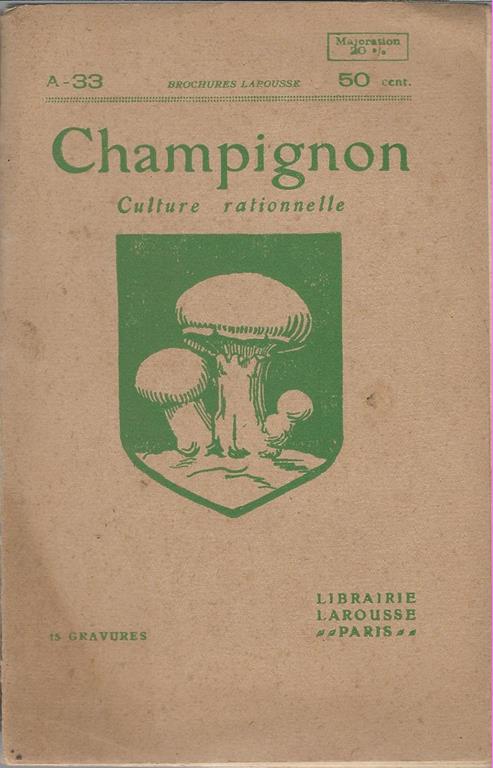 Majoration
20 %
A-33 BROCHURES LAROUSSE 50 cent.
Champignon
Culture rationnelle
15 GRAVURES
LIBRAIRIE
LAROUSSE
PARIS